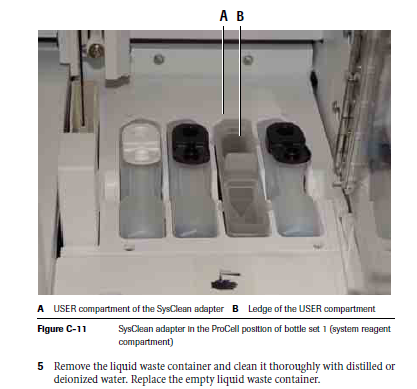 A B
A USER compartment of the SysClean adapter B Ledge of the USER compartment
Figure C-11 SysClean adapter in the ProCell position of bottle set 1 (system reagent
compartment)
5 Remove the liquid waste container and clean it thoroughly with distilled or
deionized water. Replace the empty liquid waste container.